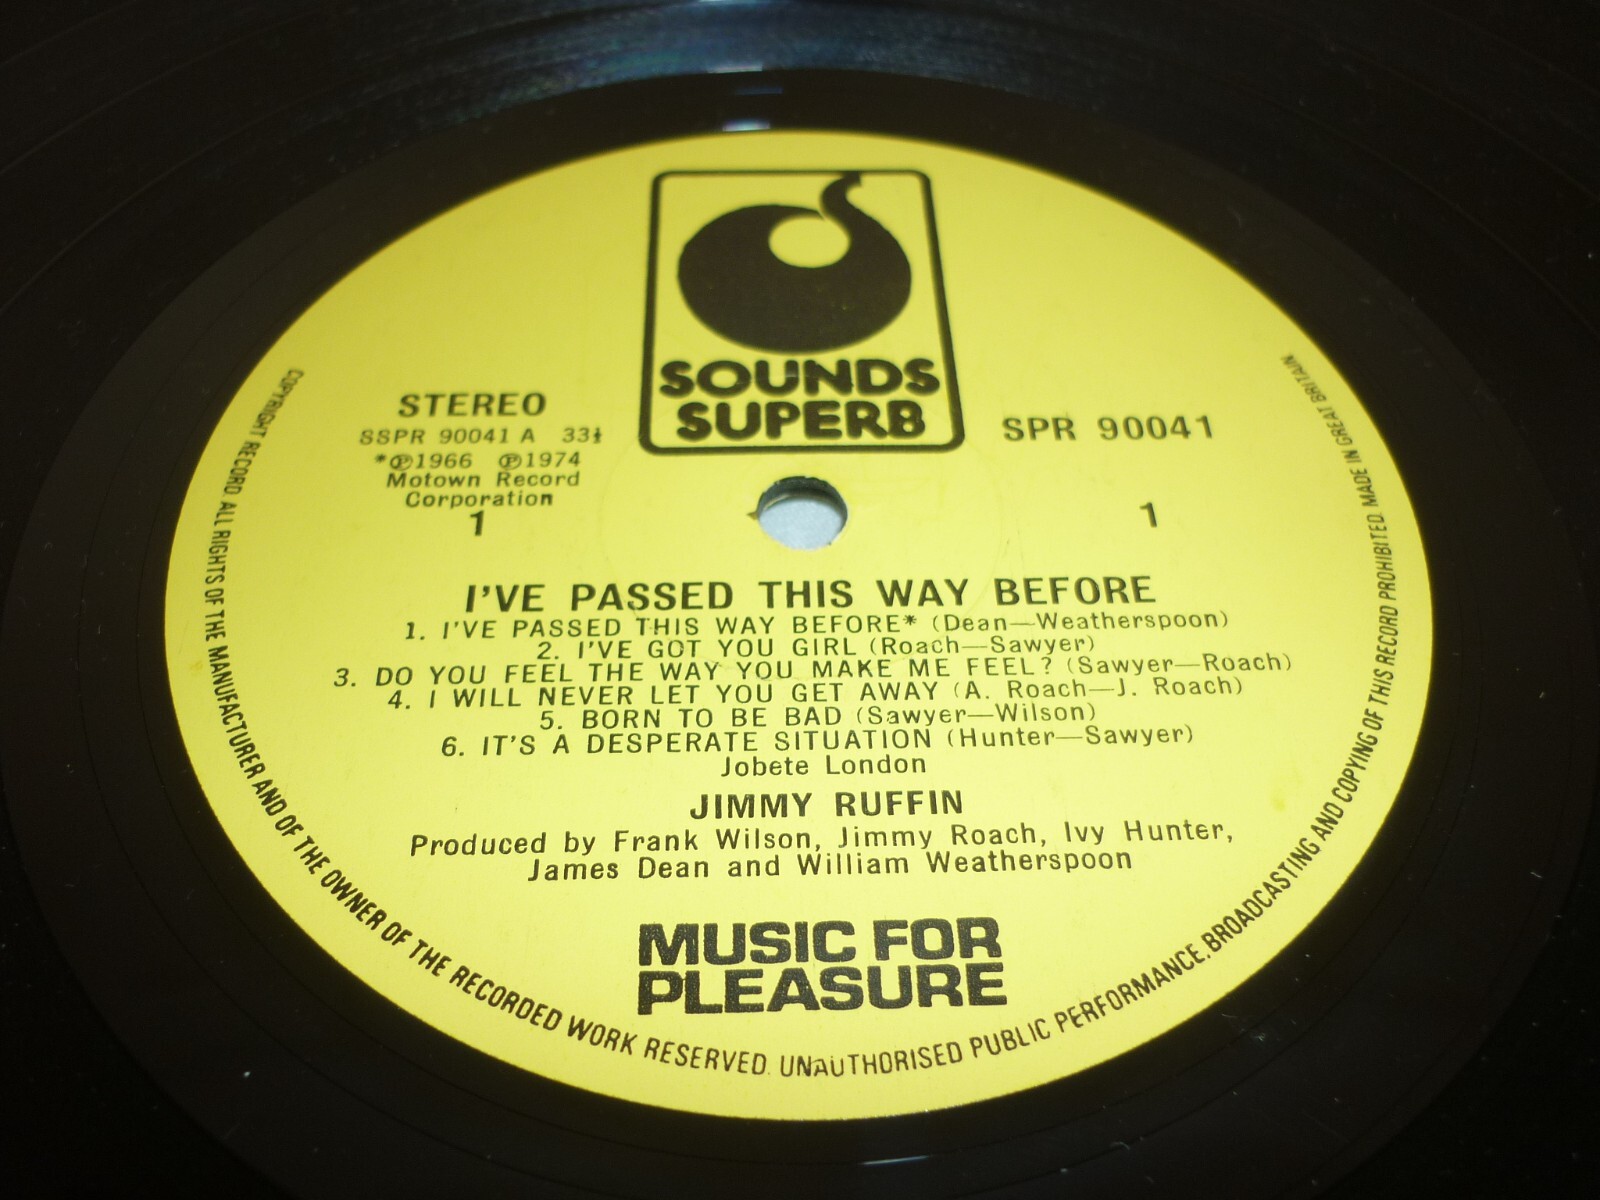 SOUNDS
SUPERB
STEREO
SSPR 90041 A 33⅓
*℗1966 ℗1974
Motown Record
Corporation
1
SPR 90041
1
I'VE PASSED THIS WAY BEFORE
1. I'VE PASSED THIS WAY BEFORE* (Dean—Weatherspoon)
2. I'VE GOT YOU GIRL (Roach—Sawyer)
3. DO YOU FEEL THE WAY YOU MAKE ME FEEL? (Sawyer—Roach)
4. I WILL NEVER LET YOU GET AWAY (A. Roach—J. Roach)
5. BORN TO BE BAD (Sawyer—Wilson)
6. IT'S A DESPERATE SITUATION (Hunter—Sawyer)
Jobete London
JIMMY RUFFIN
Produced by Frank Wilson, Jimmy Roach, Ivy Hunter,
James Dean and William Weatherspoon
MUSIC FOR
PLEASURE
COPYRIGHT RECORD. ALL RIGHTS OF THE MANUFACTURER AND OF THE OWNER OF THE RECORDED WORK RESERVED. UNAUTHORISED PUBLIC PERFORMANCE, BROADCASTING AND COPYING OF THIS RECORD PROHIBITED. MADE IN GREAT BRITAIN